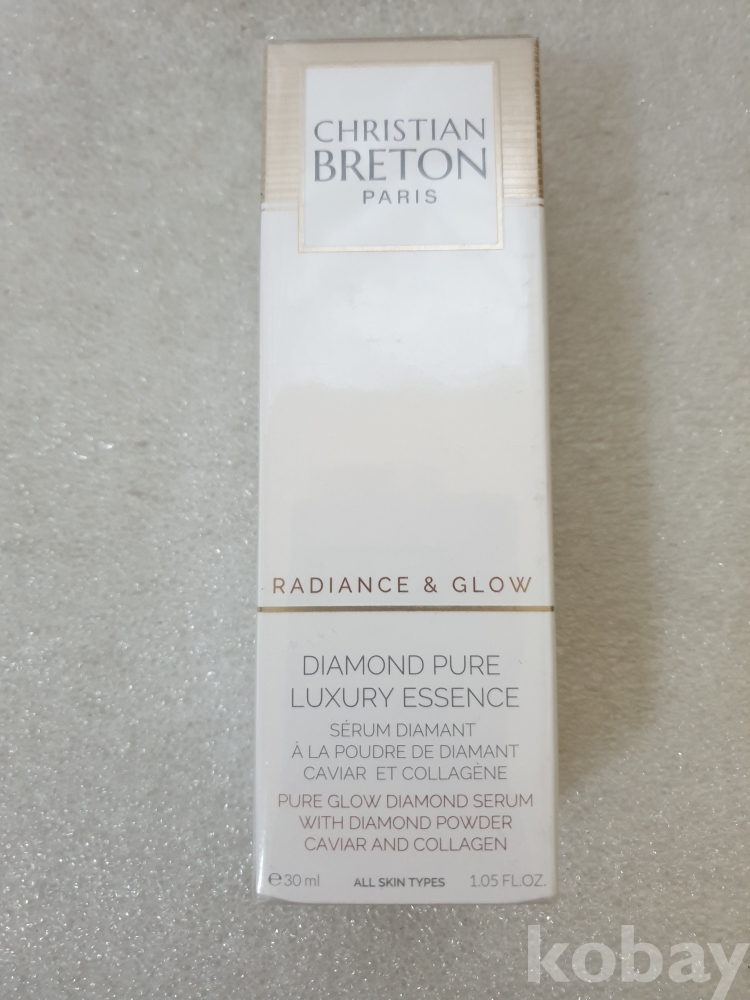 CHRISTIAN
BRETON
PARIS
RADIANCE & GLOW
DIAMOND PURE
LUXURY ESSENCE
SÉRUM DIAMANT
À LA POUDRE DE DIAMANT
CAVIAR ET COLLAGÈNE
PURE GLOW DIAMOND SERUM
WITH DIAMOND POWDER
CAVIAR AND COLLAGEN
℮30 ml ALL SKIN TYPES 1.05 FL.OZ.
kobay